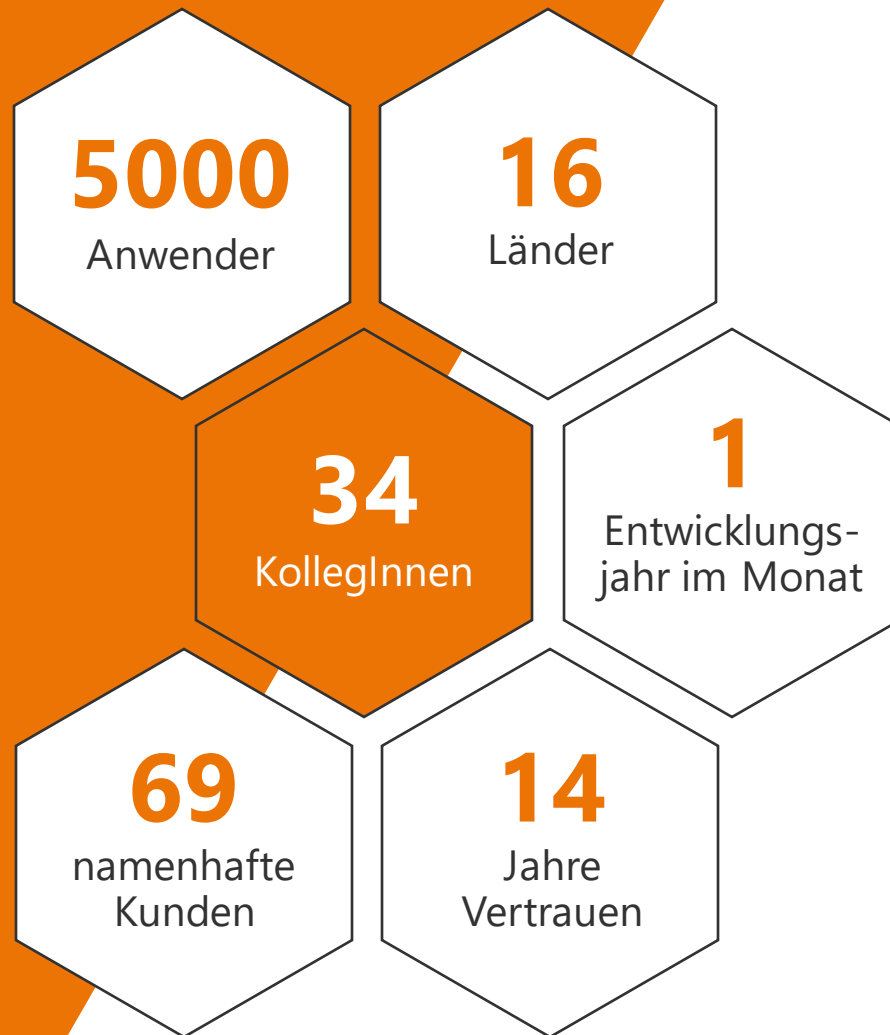 5000
Anwender
16
Länder
34
KollegInnen
1
Entwicklungs-
jahr im Monat
69
namenhafte
Kunden
14
Jahre
Vertrauen